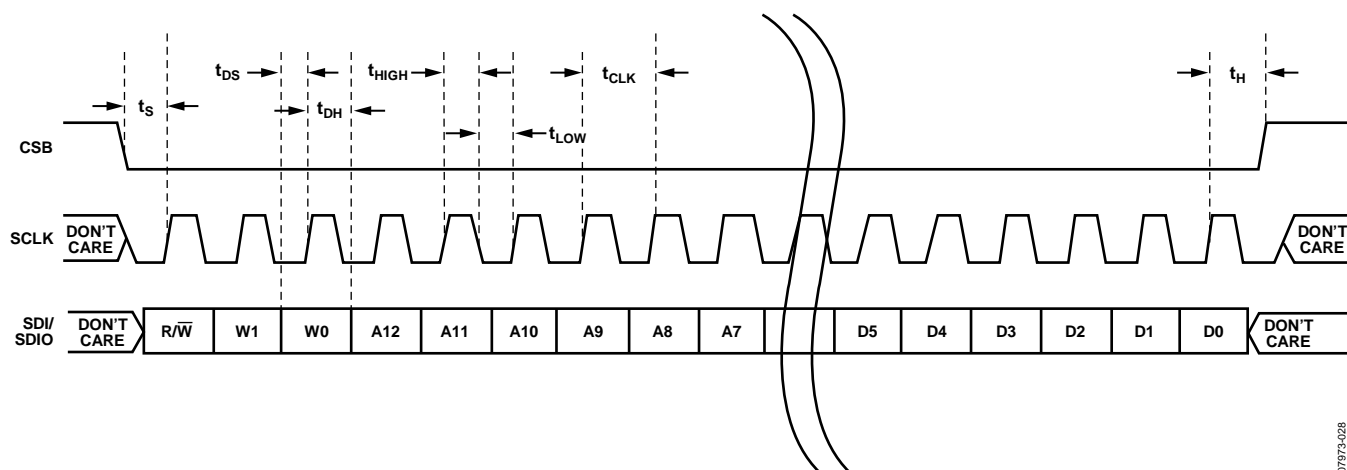 tDS
tHIGH
tCLK
tH
tS
tDH
tLOW
CSB
SCLK
DON'T
CARE
DON'T
CARE
SDI/
SDIO
DON'T
CARE
R/W̅
W1
W0
A12
A11
A10
A9
A8
A7
D5
D4
D3
D2
D1
D0
DON'T
CARE
07973-028